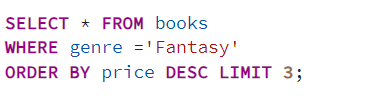 SELECT * FROM books
WHERE genre ='Fantasy'
ORDER BY price DESC LIMIT 3;